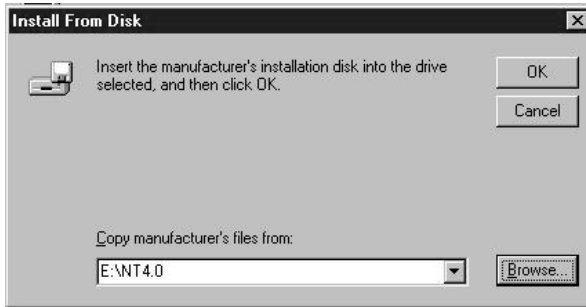 Install From Disk
Insert the manufacturer's installation disk into the drive
selected, and then click OK.
OK
Cancel
Copy manufacturer's files from:
E:\NT4.0
Browse...